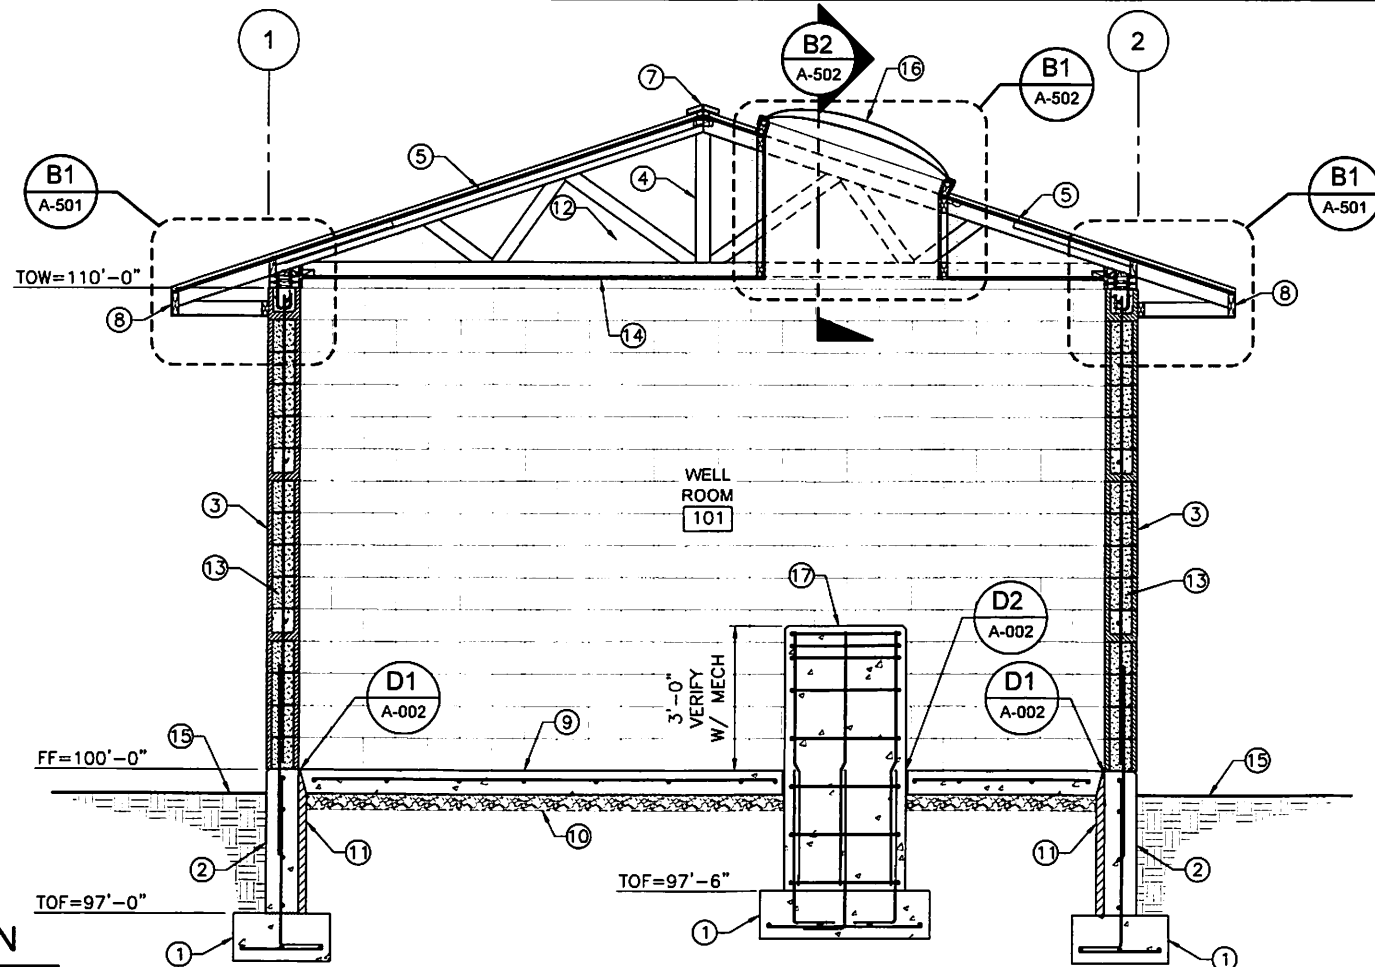 1
2
B2
A-502
16
B1
A-502
7
5
4
12
B1
A-501
5
B1
A-501
TOW=110'-0"
8
8
14
WELL
ROOM
101
3
3
13
13
17
D2
A-002
3'-0"
VERIFY
W/ MECH
D1
A-002
D1
A-002
15
FF=100'-0"
9
15
10
11
11
2
2
TOF=97'-6"
TOF=97'-0"
1
1
1
N